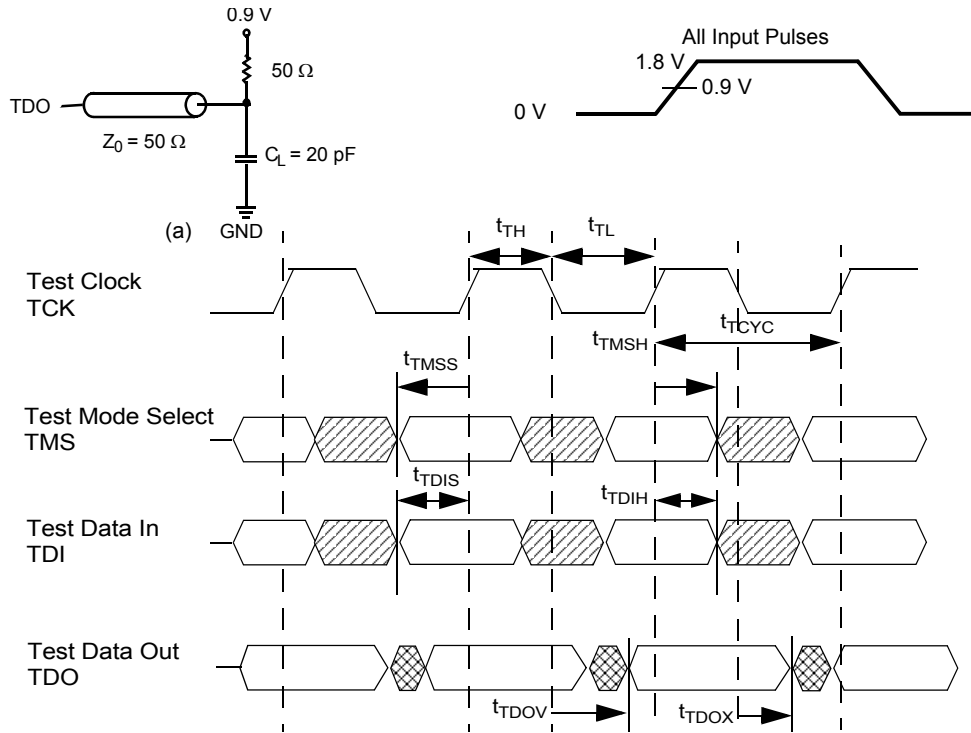 0.9 V
50 Ω
TDO
Z0 = 50 Ω
CL = 20 pF
(a)
GND
All Input Pulses
1.8 V
0.9 V
0 V
tTH
tTL
Test Clock
TCK
tTMSH
tTCYC
tTMSS
Test Mode Select
TMS
tTDIS
tTDIH
Test Data In
TDI
Test Data Out
TDO
tTDOV
tTDOX